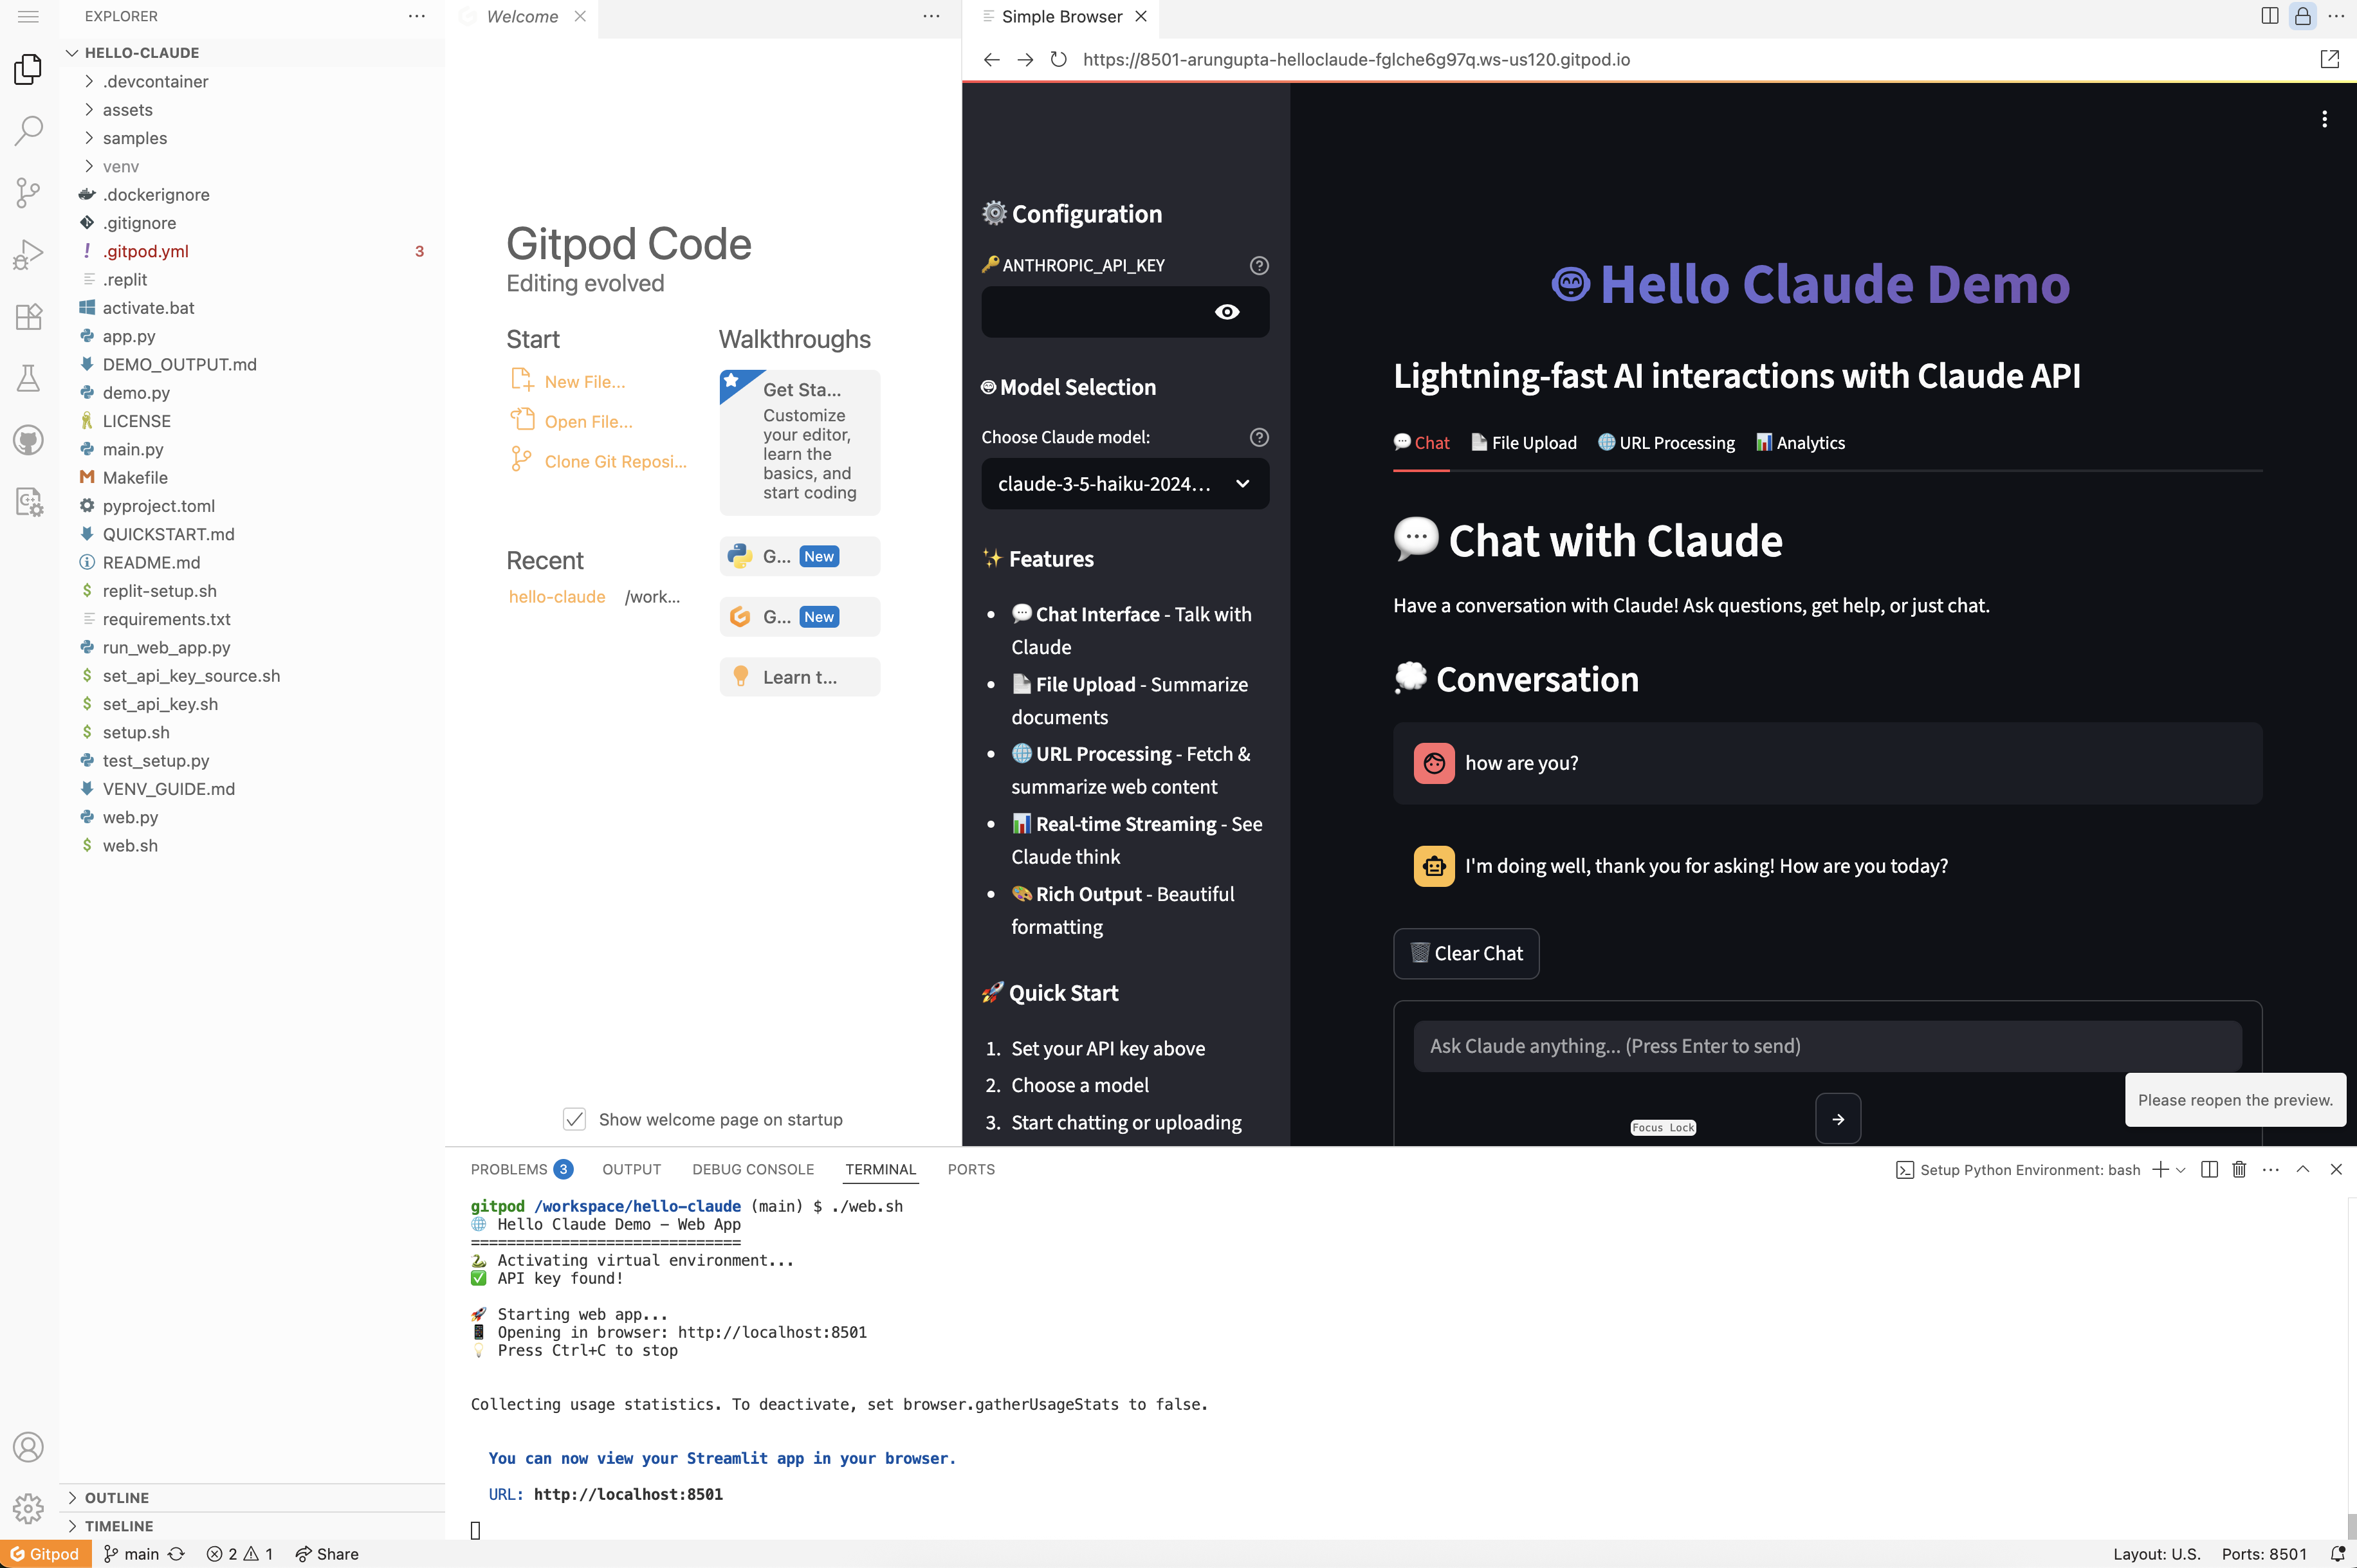 EXPLORER
HELLO-CLAUDE
.devcontainer
assets
samples
venv
.dockerignore
.gitignore
.gitpod.yml 3
.replit
activate.bat
app.py
DEMO_OUTPUT.md
demo.py
LICENSE
main.py
Makefile
pyproject.toml
QUICKSTART.md
README.md
replit-setup.sh
requirements.txt
run_web_app.py
set_api_key_source.sh
set_api_key.sh
setup.sh
test_setup.py
VENV_GUIDE.md
web.py
web.sh
OUTLINE
TIMELINE
Welcome
Gitpod Code
Editing evolved
Start
New File...
Open File...
Clone Git Reposi...
Recent
hello-claude /work...
Walkthroughs
Get Sta...
Customize
your editor,
learn the
basics, and
start coding
G... New
G... New
Learn t...
Show welcome page on startup
Simple Browser
https://8501-arungupta-helloclaude-fglche6g97q.ws-us120.gitpod.io
⚙️ Configuration
🔑 ANTHROPIC_API_KEY
Model Selection
Choose Claude model:
claude-3-5-haiku-2024...
✨ Features
• 💬 Chat Interface - Talk with
Claude
• 📄 File Upload - Summarize
documents
• 🌐 URL Processing - Fetch &
summarize web content
• 📊 Real-time Streaming - See
Claude think
• 🎨 Rich Output - Beautiful
formatting
🚀 Quick Start
1. Set your API key above
2. Choose a model
3. Start chatting or uploading
Hello Claude Demo
Lightning-fast AI interactions with Claude API
💬 Chat 📄 File Upload 🌐 URL Processing 📊 Analytics
💬 Chat with Claude
Have a conversation with Claude! Ask questions, get help, or just chat.
💭 Conversation
how are you?
I'm doing well, thank you for asking! How are you today?
🗑️ Clear Chat
Ask Claude anything... (Press Enter to send)
Please reopen the preview.
Focus Lock
PROBLEMS 3 OUTPUT DEBUG CONSOLE TERMINAL PORTS
Setup Python Environment: bash
gitpod /workspace/hello-claude (main) $ ./web.sh
🌐 Hello Claude Demo - Web App
==============================
🐍 Activating virtual environment...
✅ API key found!
🚀 Starting web app...
📱 Opening in browser: http://localhost:8501
💡 Press Ctrl+C to stop
Collecting usage statistics. To deactivate, set browser.gatherUsageStats to false.
You can now view your Streamlit app in your browser.
URL: http://localhost:8501
Gitpod main 2 1 Share
Layout: U.S. Ports: 8501